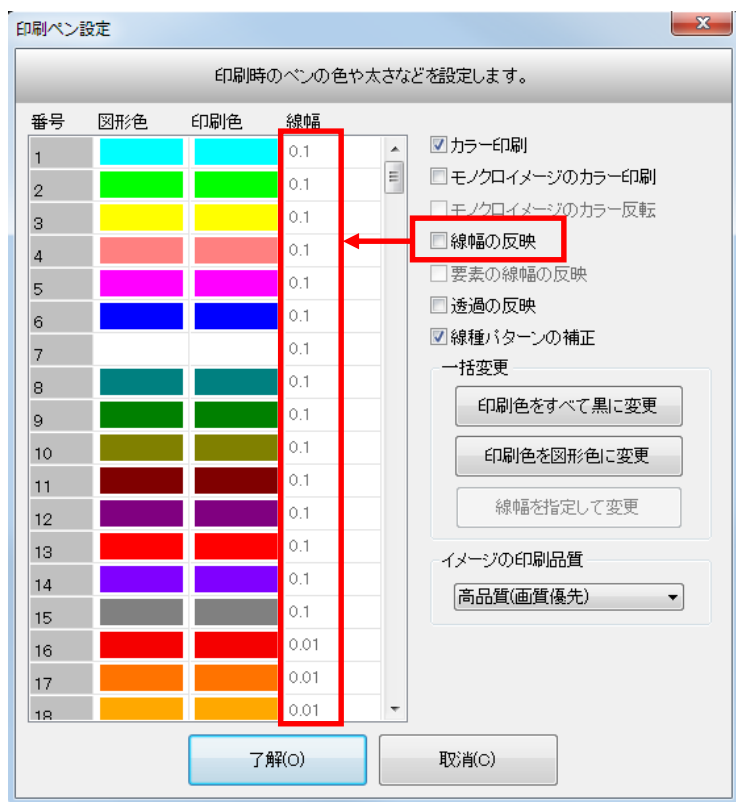 印刷ペン設定
印刷時のペンの色や太さなどを設定します。
番号 図形色 印刷色 線幅
1 0.1
2 0.1
3 0.1
4 0.1
5 0.1
6 0.1
7 0.1
8 0.1
9 0.1
10 0.1
11 0.1
12 0.1
13 0.1
14 0.1
15 0.1
16 0.01
17 0.01
18 0.01
カラー印刷
モノクロイメージのカラー印刷
モノクロイメージのカラー反転
線幅の反映
要素の線幅の反映
透過の反映
線種パターンの補正
一括変更
印刷色をすべて黒に変更
印刷色を図形色に変更
線幅を指定して変更
イメージの印刷品質
高品質(画質優先)
了解(O) 取消(C)